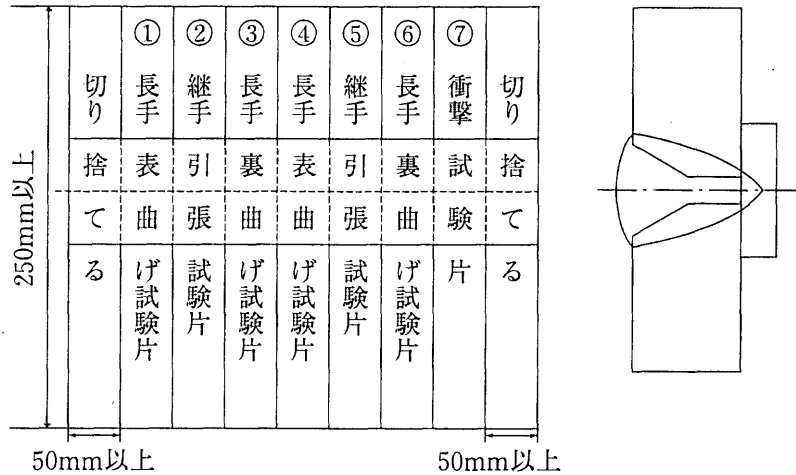 250mm以上
切り捨てる
①長手表曲げ試験片
②継手引張試験片
③長手裏曲げ試験片
④長手表曲げ試験片
⑤継手引張試験片
⑥長手裏曲げ試験片
⑦衝撃試験片
切り捨てる
50mm以上
50mm以上